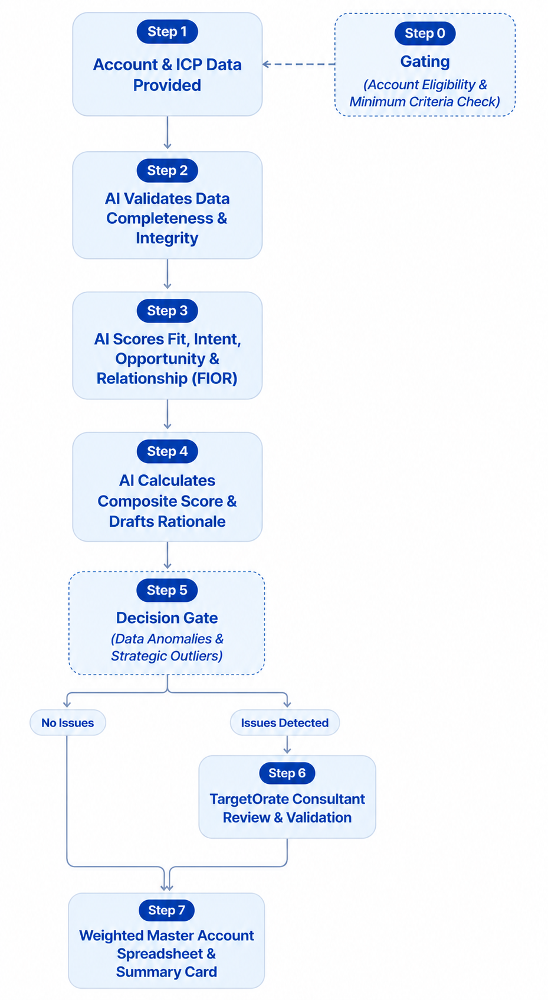 Step 1
Account & ICP Data
Provided
Step 0
Gating
(Account Eligibility &
Minimum Criteria Check)
Step 2
AI Validates Data
Completeness &
Integrity
Step 3
AI Scores Fit, Intent,
Opportunity &
Relationship (FIOR)
Step 4
AI Calculates
Composite Score &
Drafts Rationale
Step 5
Decision Gate
(Data Anomalies &
Strategic Outliers)
No Issues
Issues Detected
Step 6
TargetOrate Consultant
Review & Validation
Step 7
Weighted Master Account
Spreadsheet &
Summary Card